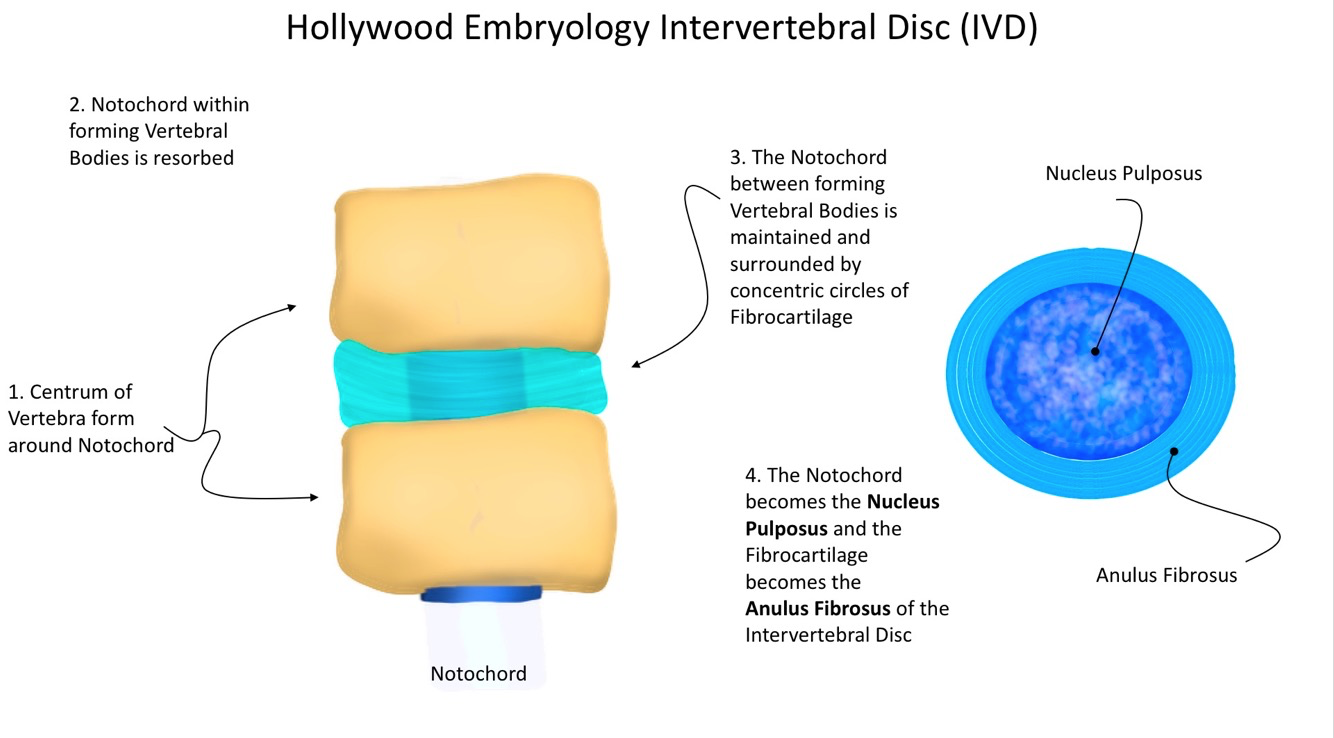 Hollywood Embryology Intervertebral Disc (IVD)
2. Notochord within
forming Vertebral
Bodies is resorbed
3. The Notochord
between forming
Vertebral Bodies is
maintained and
surrounded by
concentric circles of
Fibrocartilage
Nucleus Pulposus
1. Centrum of
Vertebra form
around Notochord
4. The Notochord
becomes the Nucleus
Pulposus and the
Fibrocartilage
becomes the
Anulus Fibrosus of the
Intervertebral Disc
Anulus Fibrosus
Notochord